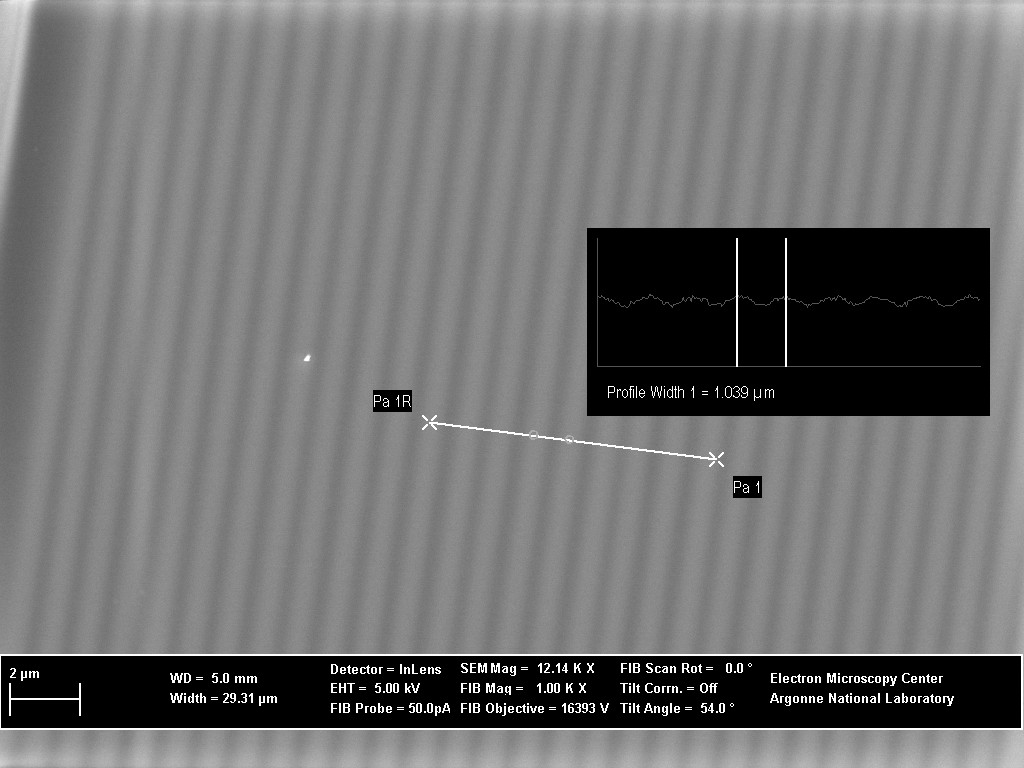 Profile Width 1 = 1.039 µm
Pa 1R
Pa 1
2 µm
WD = 5.0 mm
Width = 29.31 µm
Detector = InLens
EHT = 5.00 kV
FIB Probe = 50.0pA
SEM Mag = 12.14 K X
FIB Mag = 1.00 K X
FIB Objective = 16393 V
FIB Scan Rot = 0.0 °
Tilt Corrn. = Off
Tilt Angle = 54.0 °
Electron Microscopy Center
Argonne National Laboratory